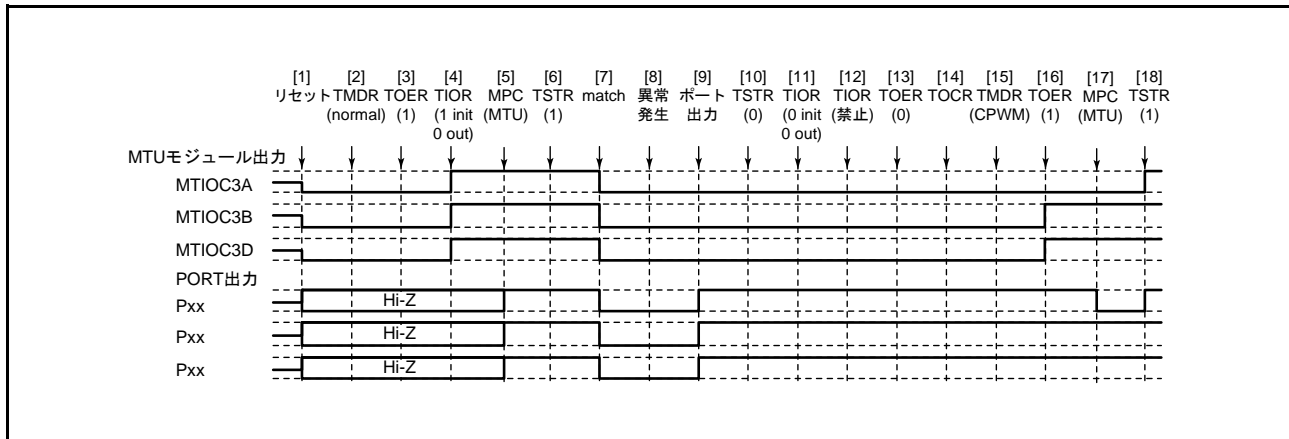 [1] [2] [3] [4] [5] [6] [7] [8] [9] [10] [11] [12] [13] [14] [15] [16] [17] [18]
リセット TMDR TOER TIOR MPC TSTR match 異常 ポート TSTR TIOR TIOR TOER TOCR TMDR TOER MPC TSTR
(normal) (1) (1 init (MTU) (1) 発生 出力 (0) (0 init (禁止) (0) (CPWM) (1) (MTU) (1)
0 out) 0 out)
MTUモジュール出力
MTIOC3A
MTIOC3B
MTIOC3D
PORT出力
Pxx Hi-Z
Pxx Hi-Z
Pxx Hi-Z